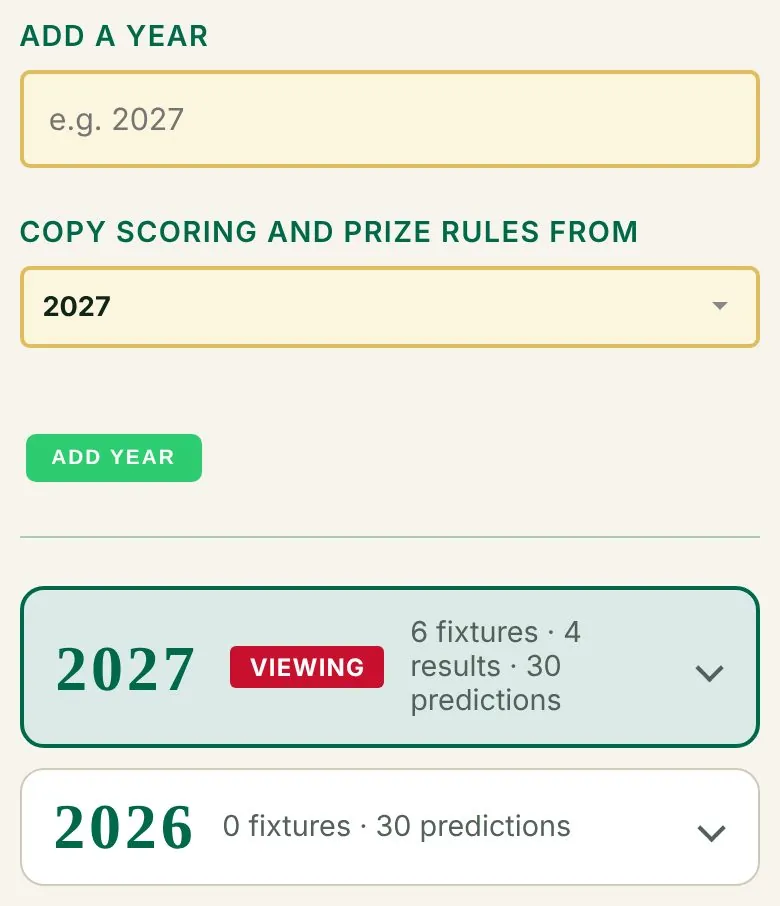 ADD A YEAR
e.g. 2027
COPY SCORING AND PRIZE RULES FROM
2027
ADD YEAR
2027 VIEWING 6 fixtures · 4
results · 30
predictions
2026 0 fixtures · 30 predictions